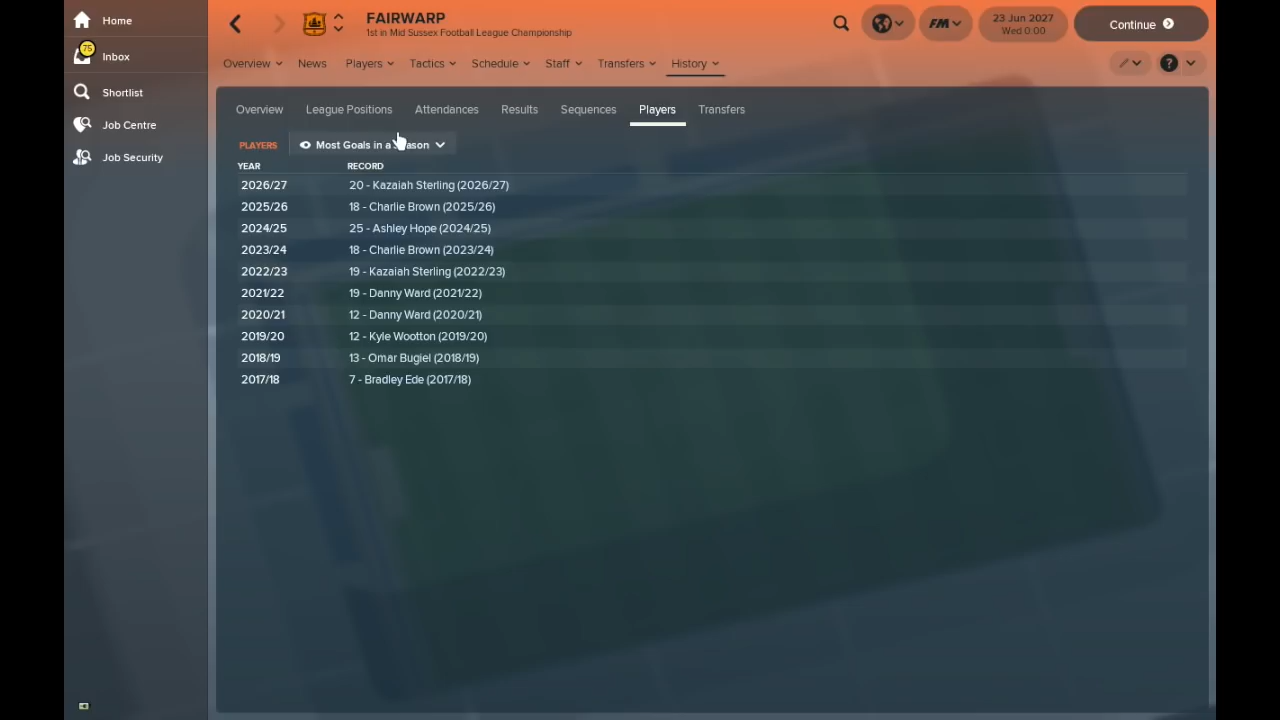 Home
75
Inbox
Shortlist
Job Centre
Job Security
FAIRWARP
1st in Mid Sussex Football League Championship
FM
23 Jun 2027
Wed 0:00
Continue
Overview News Players Tactics Schedule Staff Transfers History
?
Overview League Positions Attendances Results Sequences Players Transfers
PLAYERS Most Goals in a Season
YEAR RECORD
2026/27 20 - Kazaiah Sterling (2026/27)
2025/26 18 - Charlie Brown (2025/26)
2024/25 25 - Ashley Hope (2024/25)
2023/24 18 - Charlie Brown (2023/24)
2022/23 19 - Kazaiah Sterling (2022/23)
2021/22 19 - Danny Ward (2021/22)
2020/21 12 - Danny Ward (2020/21)
2019/20 12 - Kyle Wootton (2019/20)
2018/19 13 - Omar Bugiel (2018/19)
2017/18 7 - Bradley Ede (2017/18)